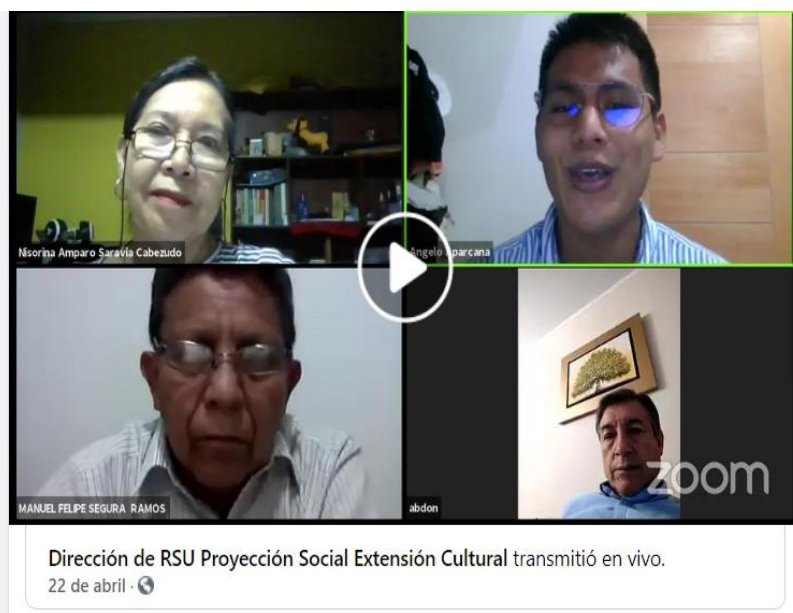 Nisorina Amparo Saravia Cabezudo
Angelo Aparcana
MANUEL FELIPE SEGURA RAMOS
abdon
zoom
Dirección de RSU Proyección Social Extensión Cultural transmitió en vivo.
22 de abril ·